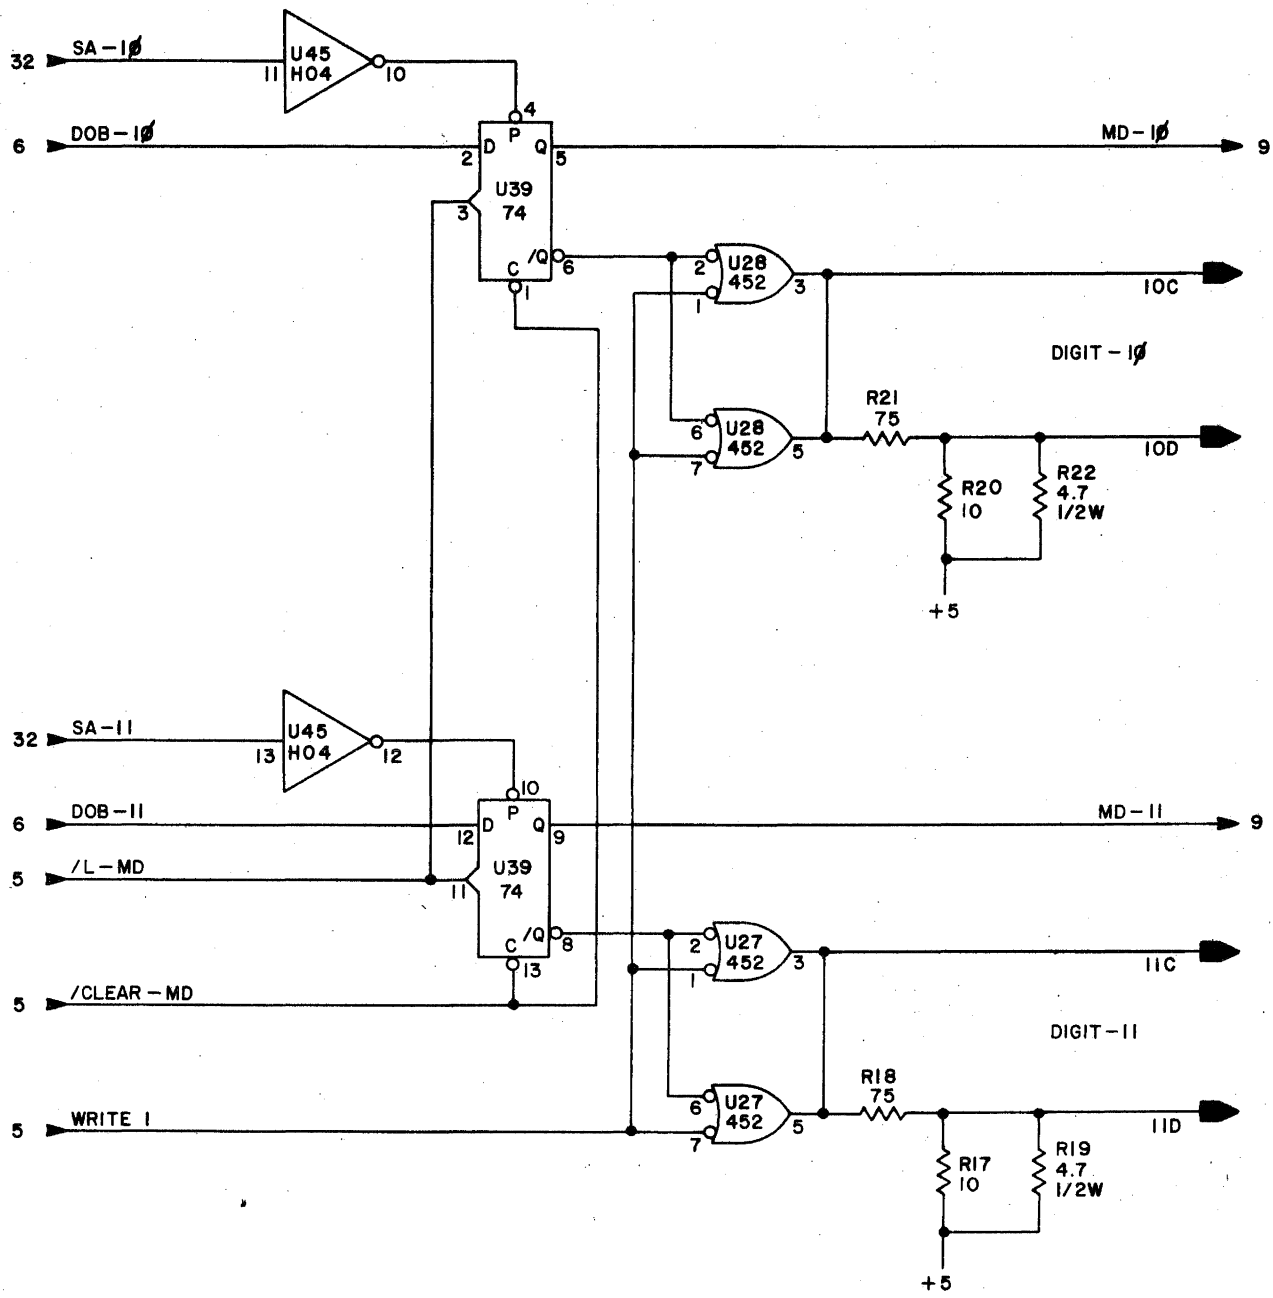 SA-1Ø
32
U45
H04
11
10
4
DOB-1Ø
6
P
D
Q
2
5
MD-1Ø
9
U39
74
3
/Q
6
C
1
2
U28
452
3
1
10C
DIGIT-1Ø
R21
75
6
U28
452
5
7
10D
R20
10
R22
4.7
1/2W
+5
SA-11
32
U45
H04
13
12
10
DOB-11
6
P
D
Q
12
9
MD-11
9
/L-MD
5
U39
74
11
/Q
8
C
13
2
U27
452
3
1
11C
/CLEAR-MD
5
DIGIT-11
R18
75
6
U27
452
5
7
WRITE 1
5
11D
R17
10
R19
4.7
1/2W
+5